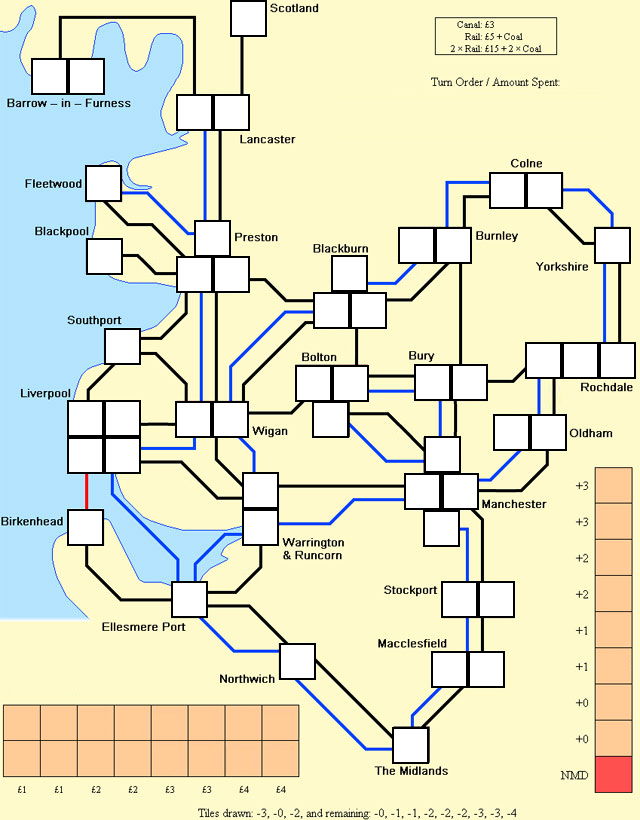 Scotland
Canal: £3
Rail: £5 + Coal
2 × Rail: £15 + 2 × Coal
Turn Order / Amount Spent:
Barrow – in – Furness
Lancaster
Colne
Fleetwood
Blackpool
Preston
Burnley
Blackburn
Yorkshire
Southport
Bolton
Bury
Rochdale
Liverpool
Wigan
Oldham
Manchester
Birkenhead
Warrington
& Runcorn
Stockport
Ellesmere Port
Macclesfield
Northwich
The Midlands
+3
+3
+2
+2
+1
+1
+0
+0
NMD
£1 £1 £2 £2 £3 £3 £4 £4
Tiles drawn: -3, -0, -2, and remaining: -0, -1, -1, -2, -2, -2, -3, -3, -4